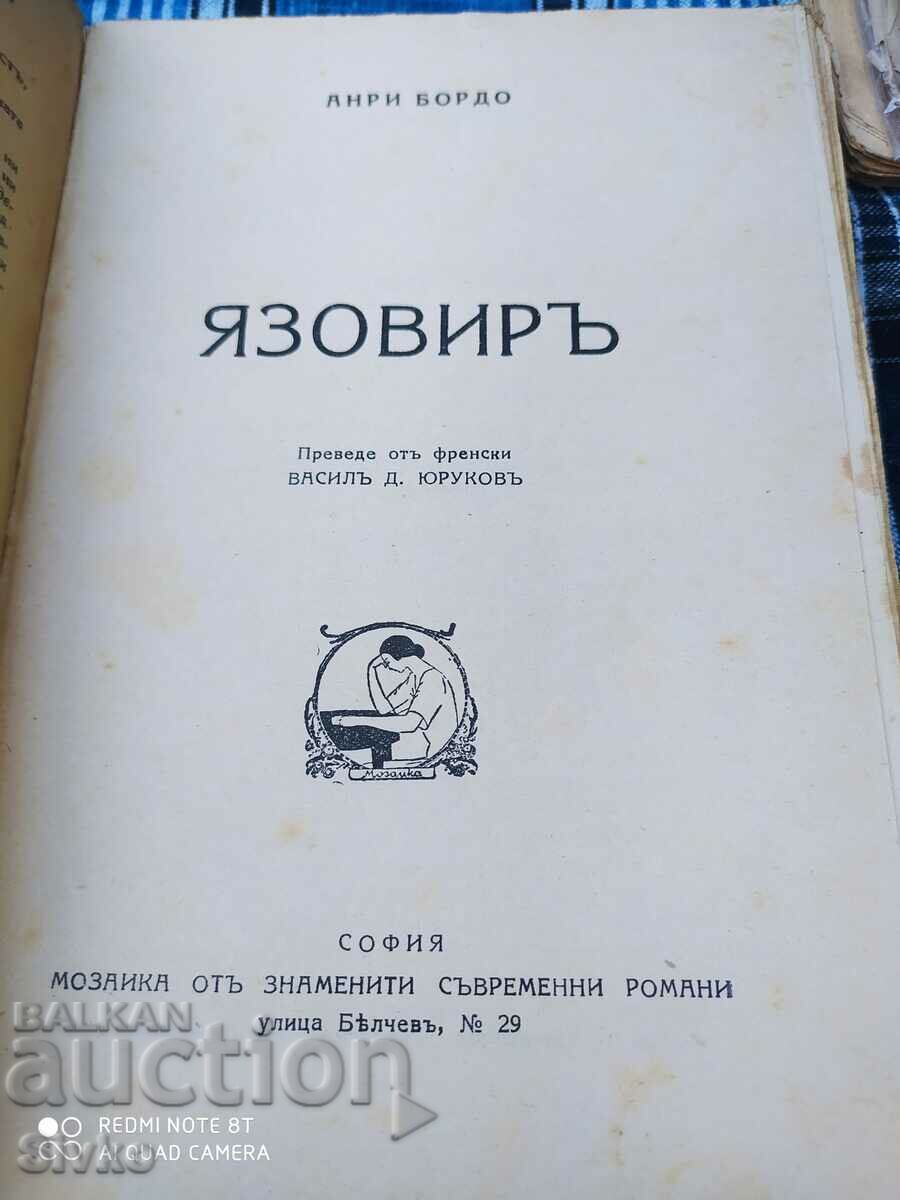 АНРИ БОРДО
ЯЗОВИРЪ
Преведе отъ френски
ВАСИЛЪ Д. ЮРУКОВЪ
Мозаика
СОФИЯ
МОЗАИКА ОТЪ ЗНАМЕНИТИ СЪВРЕМЕННИ РОМАНИ
улица Бѣлчевъ, № 29
BALKAN
auction
REDMI NOTE 8T
AI QUAD CAMERA
Sivko